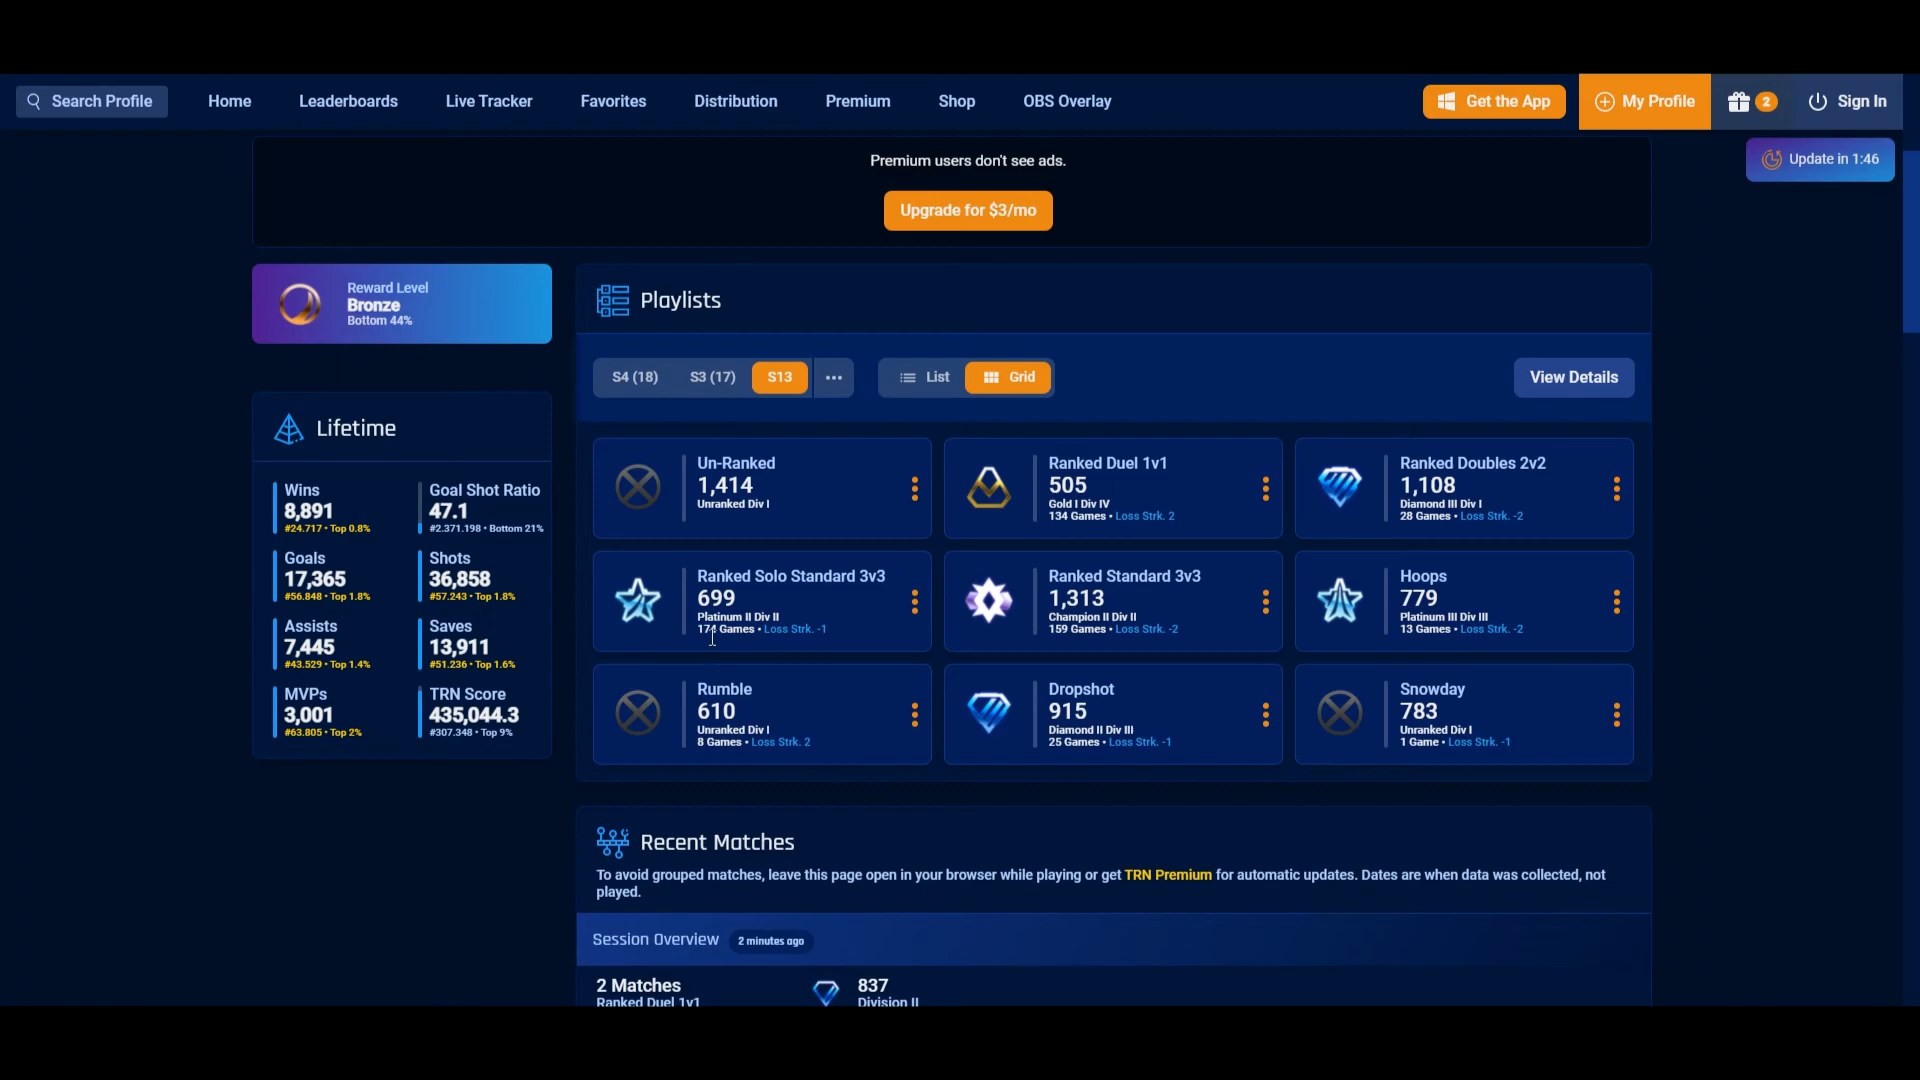 Search Profile
Home
Leaderboards
Live Tracker
Favorites
Distribution
Premium
Shop
OBS Overlay
Get the App
My Profile
2
Sign In
Premium users don't see ads.
Upgrade for $3/mo
Update in 1:46
Reward Level
Bronze
Bottom 44%
Lifetime
Wins
8,891
#24.717 • Top 0.8%
Goal Shot Ratio
47.1
#2.371.198 • Bottom 21%
Goals
17,365
#56.848 • Top 1.8%
Shots
36,858
#57.243 • Top 1.8%
Assists
7,445
#43.529 • Top 1.4%
Saves
13,911
#51.236 • Top 1.6%
MVPs
3,001
#63.805 • Top 2%
TRN Score
435,044.3
#307.348 • Top 9%
Playlists
S4 (18)
S3 (17)
S13
List
Grid
View Details
Un-Ranked
1,414
Unranked Div I
Ranked Duel 1v1
505
Gold I Div IV
134 Games • Loss Strk. 2
Ranked Doubles 2v2
1,108
Diamond III Div I
28 Games • Loss Strk. -2
Ranked Solo Standard 3v3
699
Platinum II Div II
174 Games • Loss Strk. -1
Ranked Standard 3v3
1,313
Champion II Div II
159 Games • Loss Strk. -2
Hoops
779
Platinum III Div III
13 Games • Loss Strk. -2
Rumble
610
Unranked Div I
8 Games • Loss Strk. 2
Dropshot
915
Diamond II Div III
25 Games • Loss Strk. -1
Snowday
783
Unranked Div I
1 Game • Loss Strk. -1
Recent Matches
To avoid grouped matches, leave this page open in your browser while playing or get TRN Premium for automatic updates. Dates are when data was collected, not
played.
Session Overview
2 minutes ago
2 Matches
Ranked Duel 1v1
837
Division II